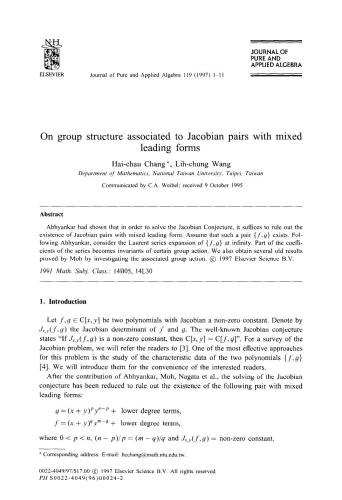 NH
ELSEVIER
Journal of Pure and Applied Algebra 119 (1997) 1–11
JOURNAL OF
PURE AND
APPLIED ALGEBRA
On group structure associated to Jacobian pairs with mixed
leading forms
Hai-chau Chang*, Lih-chung Wang
Department of Mathematics, National Taiwan University, Taipei, Taiwan
Communicated by C.A. Weibel; received 9 October 1995
Abstract
Abhyankar had shown that in order to solve the Jacobian Conjecture, it suffices to rule out the
existence of Jacobian pairs with mixed leading form. Assume that such a pair {f,g} exists. Fol-
lowing Abhyankar, consider the Laurent series expansion of {f,g} at infinity. Part of the coeffi-
cients of the series becomes invariants of certain group action. We also obtain several old results
proved by Moh by investigating the associated group action. © 1997 Elsevier Science B.V.
1991 Math. Subj. Class.: 14B05, 14L30
1. Introduction
Let f,g ∈ C[x, y] be two polynomials with Jacobian a non-zero constant. Denote by
Jx,y(f,g) the Jacobian determinant of f and g. The well-known Jacobian conjecture
states "If Jx,y(f,g) is a non-zero constant, then C[x, y] = C[f,g]". For a survey of the
Jacobian problem, we will refer the readers to [3]. One of the most effective approaches
for this problem is the study of the characteristic data of the two polynomials {f,g}
[4]. We will introduce them for the convenience of the interested readers.
After the contribution of Abhyankar, Moh, Nagata et al., the solving of the Jacobian
conjecture has been reduced to rule out the existence of the following pair with mixed
leading forms:
g = (x + y)^p y^{n−p} + lower degree terms,
f = (x + y)^q y^{m−q} + lower degree terms,
where 0 < p < n, (n − p)/p = (m − q)/q and Jx,y(f,g) = non-zero constant.
* Corresponding author. E-mail: hcchang@math.ntu.edu.tw.
0022-4049/97/$17.00 © 1997 Elsevier Science B.V. All rights reserved
PII S0022-4049(96)00024-2